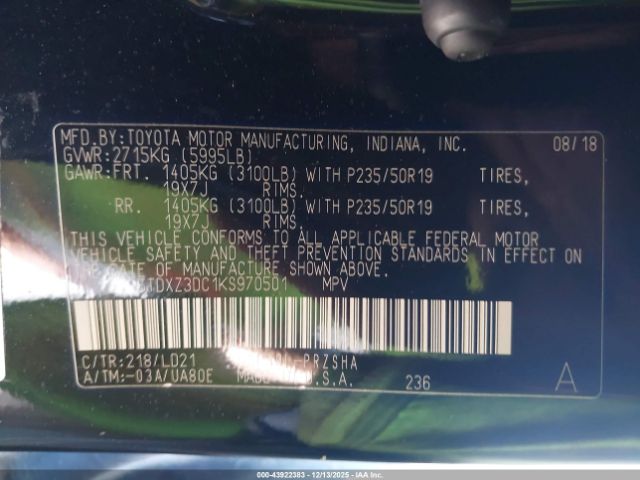 MFD.BY:TOYOTA MOTOR MANUFACTURING, INDIANA, INC. 08/18
GVWR:2715KG (5995LB)
GAWR:FRT. 1405KG (3100LB) WITH P235/50R19 TIRES,
19X7J RIMS.
RR. 1405KG (3100LB) WITH P235/50R19 TIRES,
19X7J RIMS.
THIS VEHICLE CONFORMS TO ALL APPLICABLE FEDERAL MOTOR
VEHICLE SAFETY AND THEFT PREVENTION STANDARDS IN EFFECT ON
THE DATE OF MANUFACTURE SHOWN ABOVE.
TDXZ3DC1KS970501 MPV
C/TR:218/LD21 PRZSHA
A/TM:-03A/UA80E U.S.A. 236 A
000-43922383 - 12/13/2025 - IAA Inc.